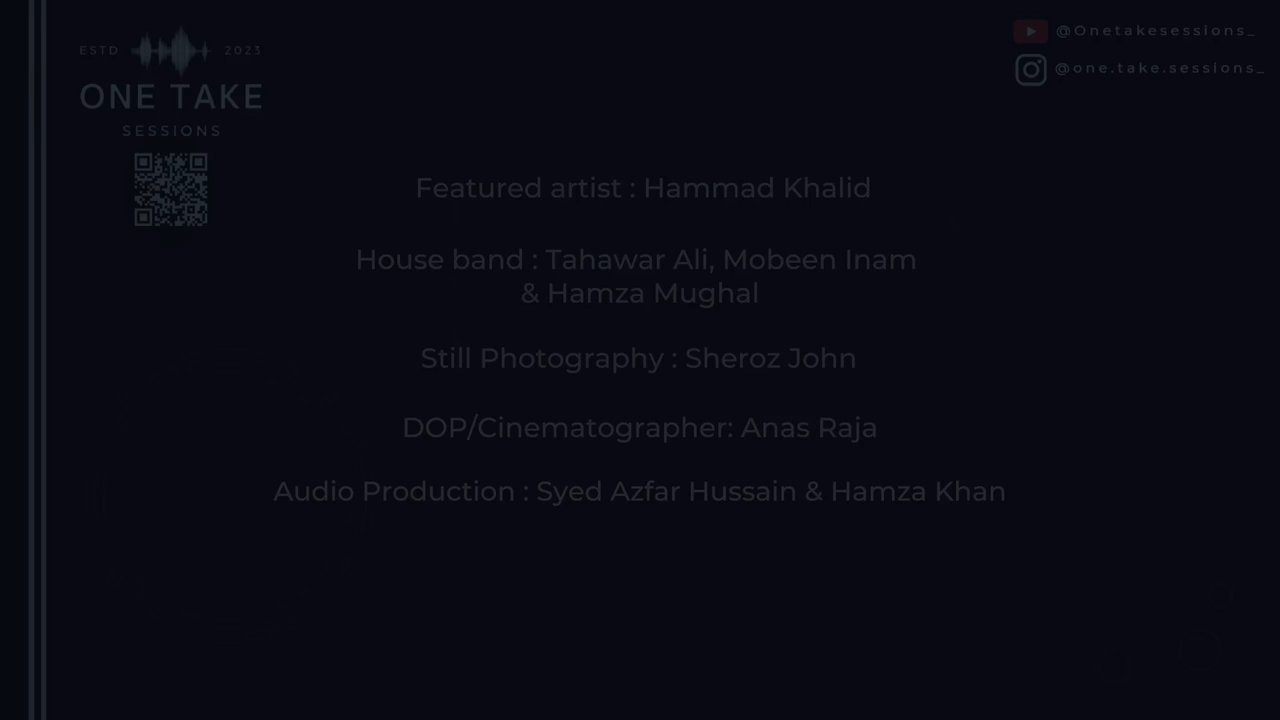 ESTD 2023
ONE TAKE
SESSIONS
@Onetakesessions_
@one.take.sessions_
Featured artist : Hammad Khalid
House band : Tahawar Ali, Mobeen Inam
& Hamza Mughal
Still Photography : Sheroz John
DOP/Cinematographer: Anas Raja
Audio Production : Syed Azfar Hussain & Hamza Khan